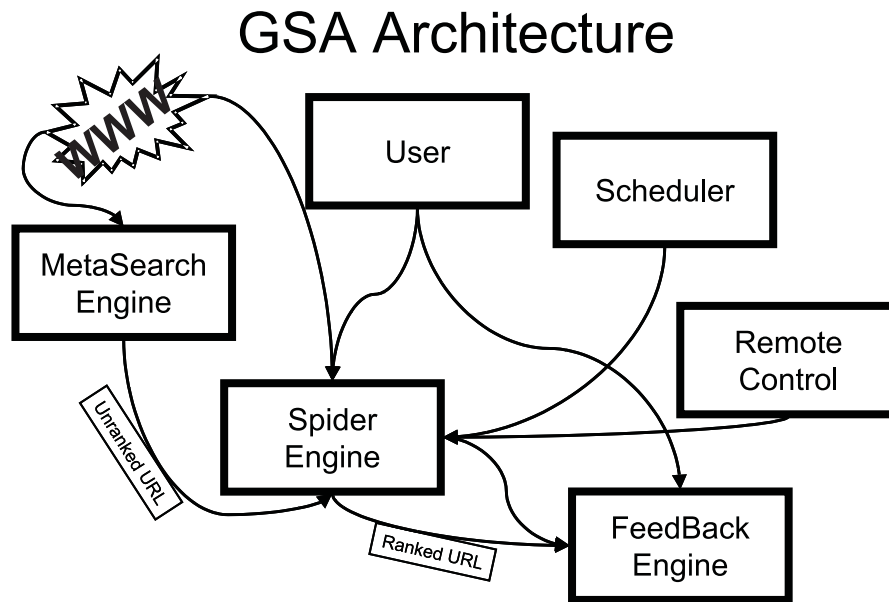 GSA Architecture
WWW
User
Scheduler
MetaSearch
Engine
Remote
Control
Spider
Engine
Unranked URL
FeedBack
Engine
Ranked URL